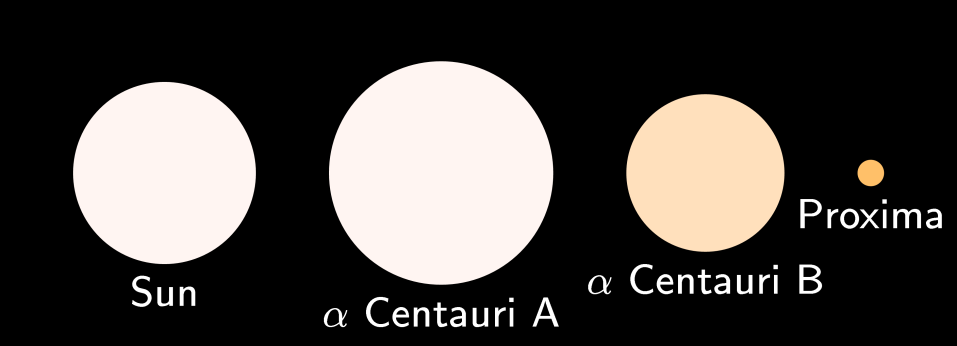 Sun
α Centauri A
α Centauri B
Proxima